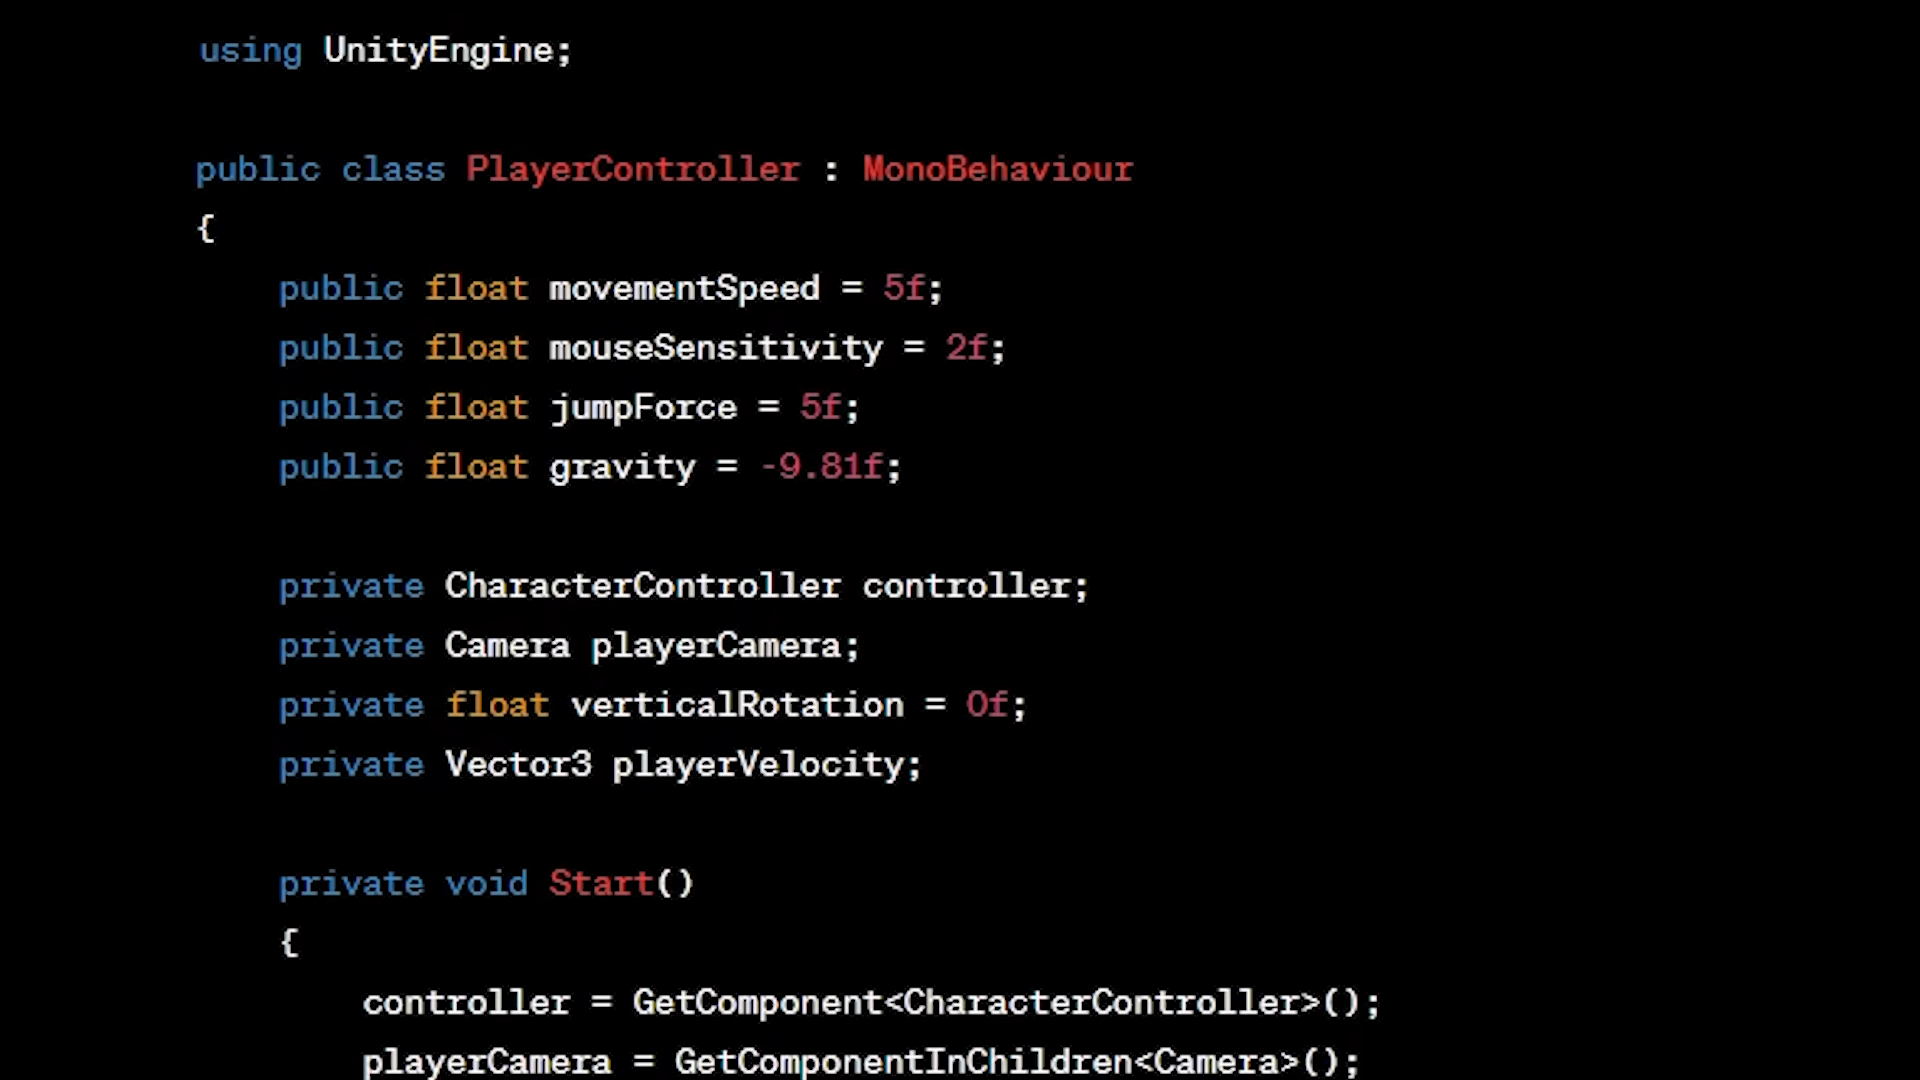 using UnityEngine;
public class PlayerController : MonoBehaviour
{
public float movementSpeed = 5f;
public float mouseSensitivity = 2f;
public float jumpForce = 5f;
public float gravity = -9.81f;
private CharacterController controller;
private Camera playerCamera;
private float verticalRotation = 0f;
private Vector3 playerVelocity;
private void Start()
{
controller = GetComponent<CharacterController>();
playerCamera = GetComponentInChildren<Camera>();